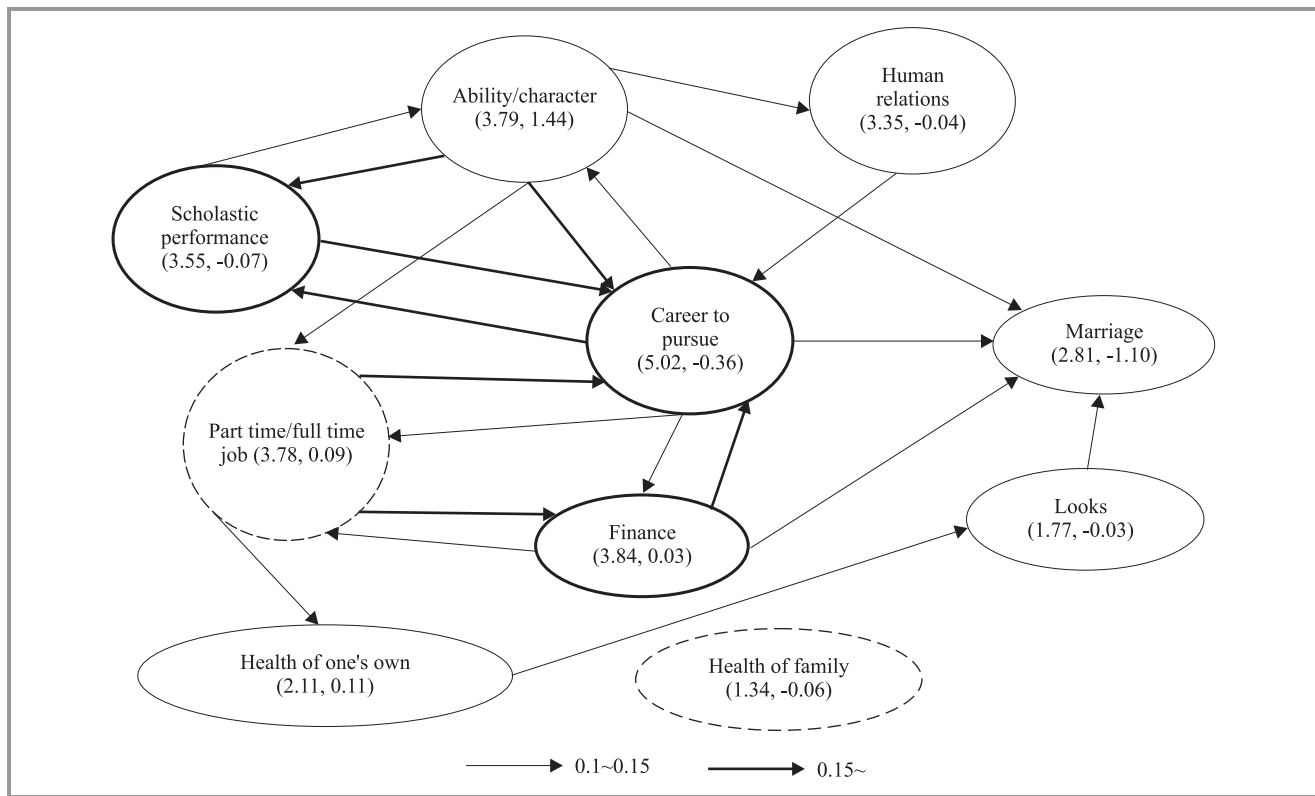 Ability/character
(3.79, 1.44)
Human
relations
(3.35, -0.04)
Scholastic
performance
(3.55, -0.07)
Career to
pursue
(5.02, -0.36)
Marriage
(2.81, -1.10)
Part time/full time
job (3.78, 0.09)
Finance
(3.84, 0.03)
Looks
(1.77, -0.03)
Health of one's own
(2.11, 0.11)
Health of family
(1.34, -0.06)
0.1~0.15
0.15~